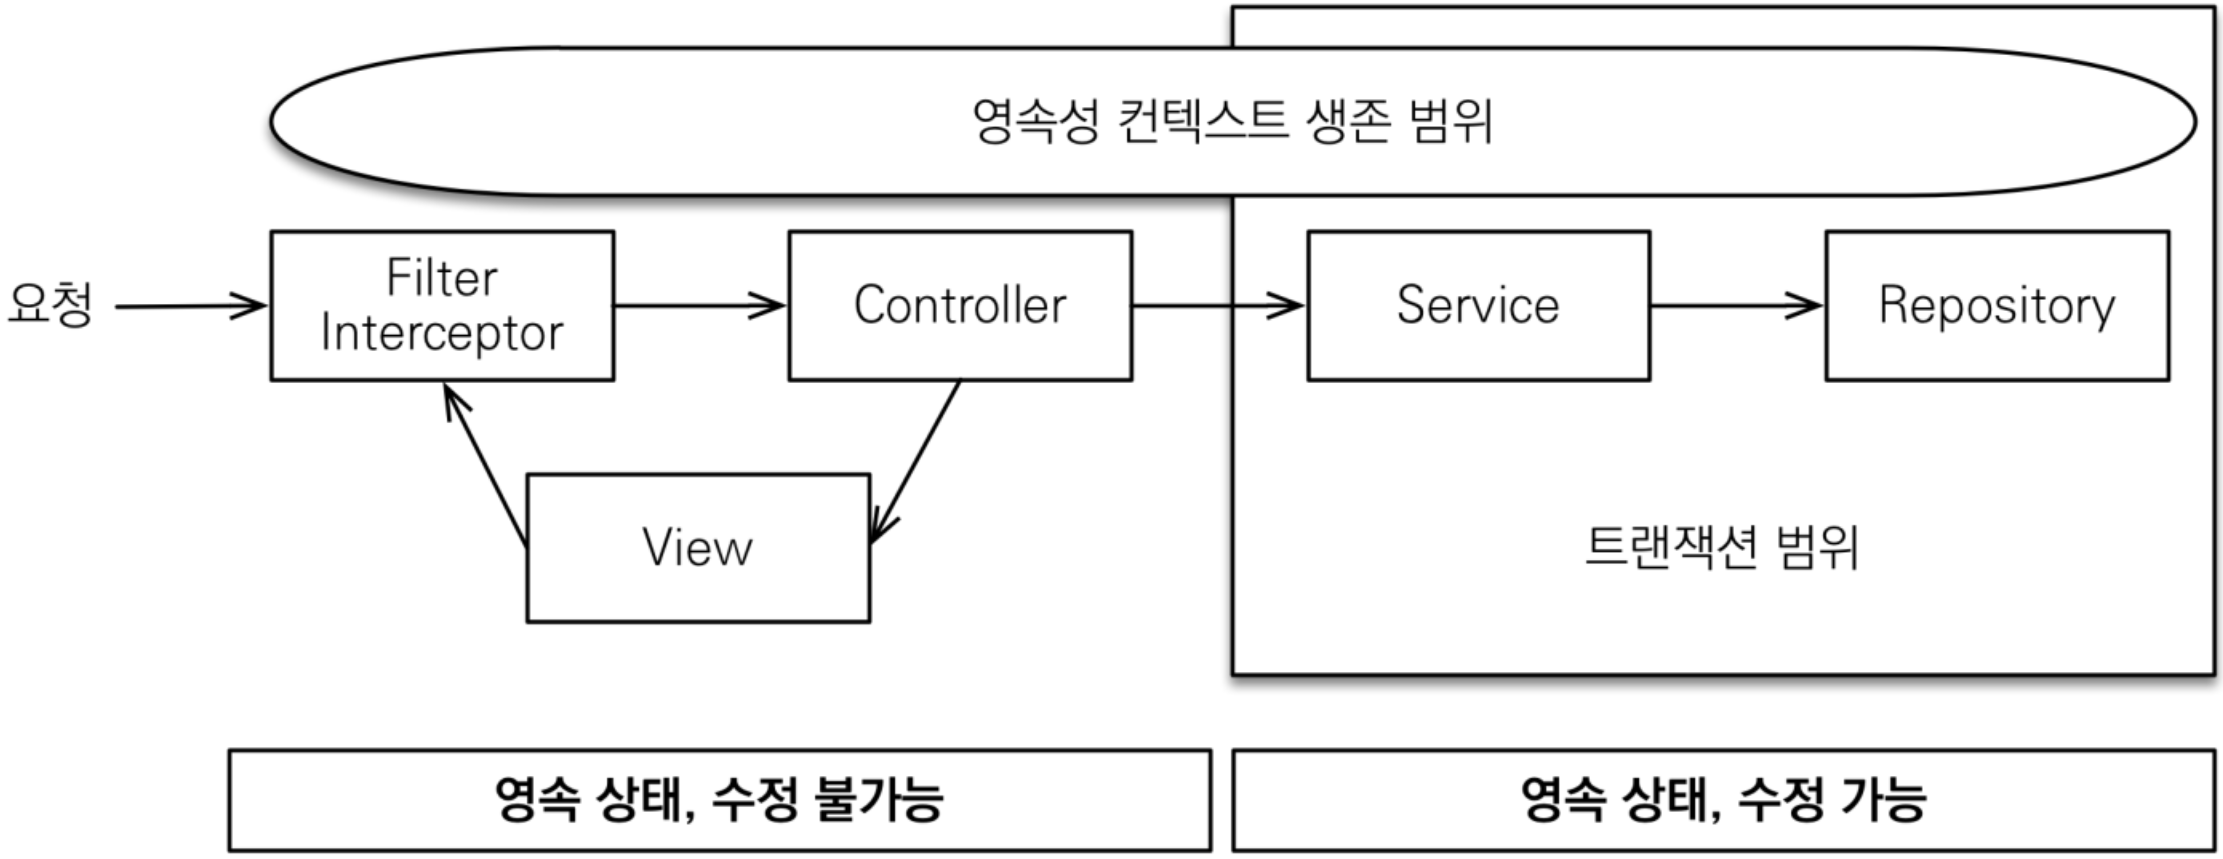 영속성 컨텍스트 생존 범위
요청
Filter
Interceptor
Controller
Service
Repository
View
트랜잭션 범위
영속 상태, 수정 불가능
영속 상태, 수정 가능